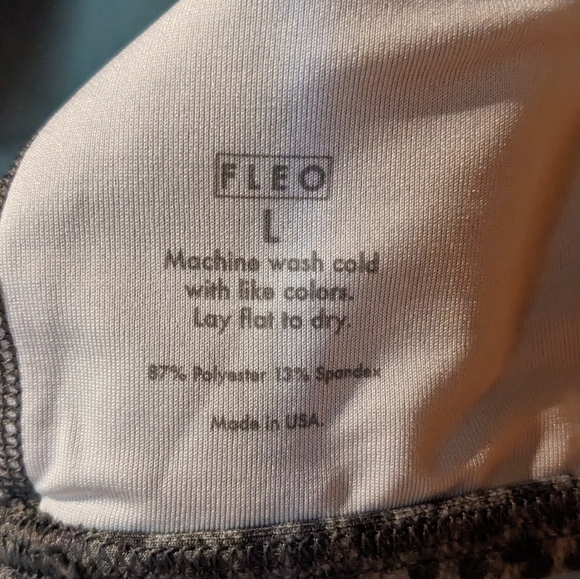 FLEO
L
Machine wash cold
with like colors.
Lay flat to dry.
87% Polyester 13% Spandex
Made in USA.